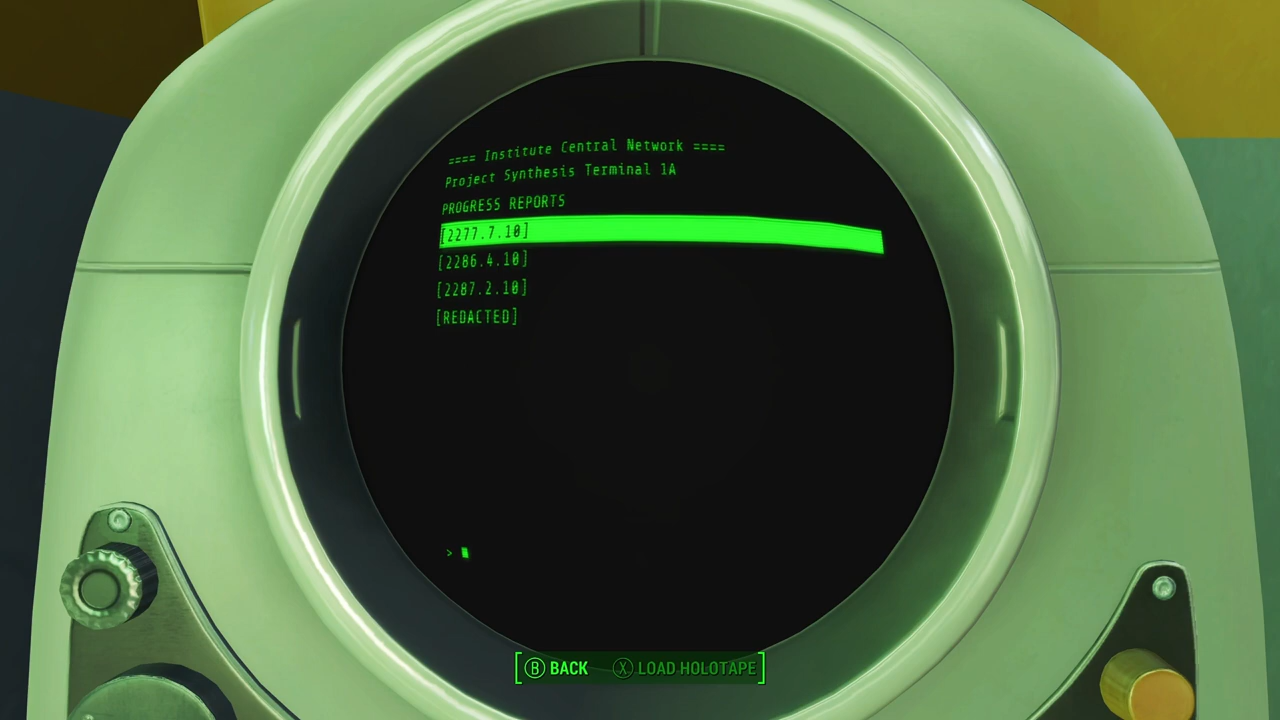 ==== Institute Central Network ====
Project Synthesis Terminal 1A
PROGRESS REPORTS
[2277.7.10]
[2286.4.10]
[2287.2.10]
[REDACTED]
>
B BACK X LOAD HOLOTAPE